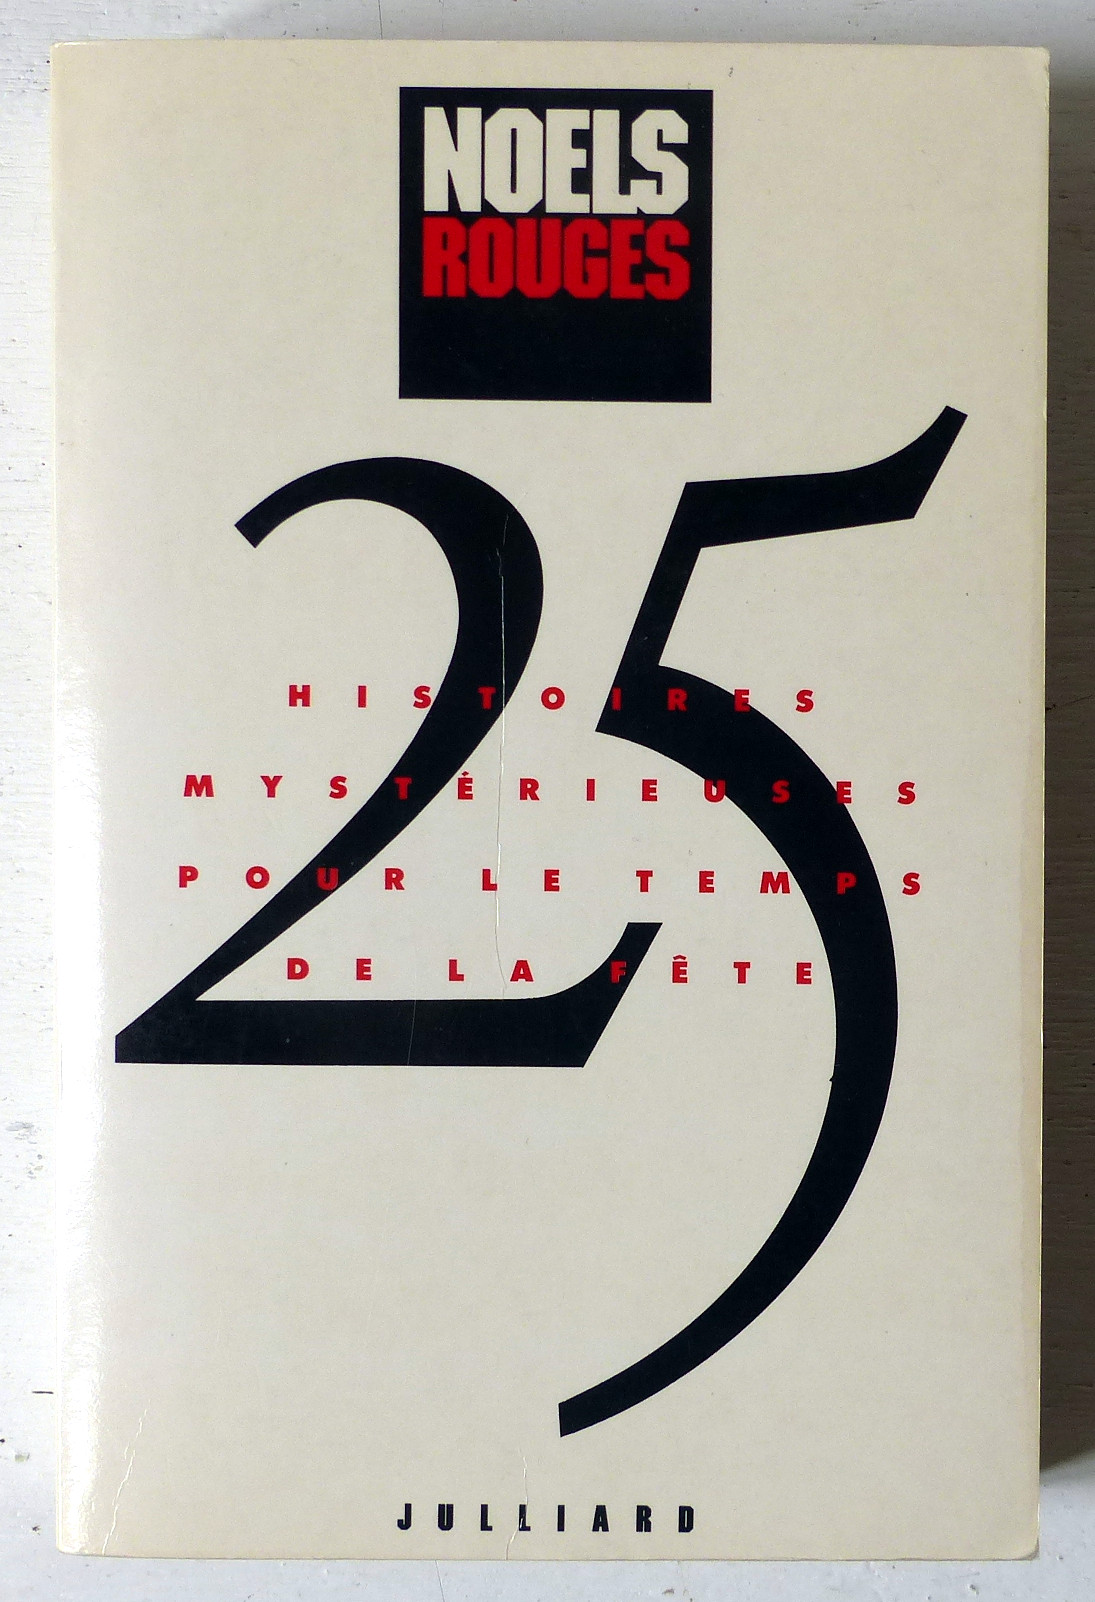 NOELS
ROUGES
25
HISTOIRES
MYSTÉRIEUSES
POUR LE TEMPS
DE LA FÊTE
JULLIARD